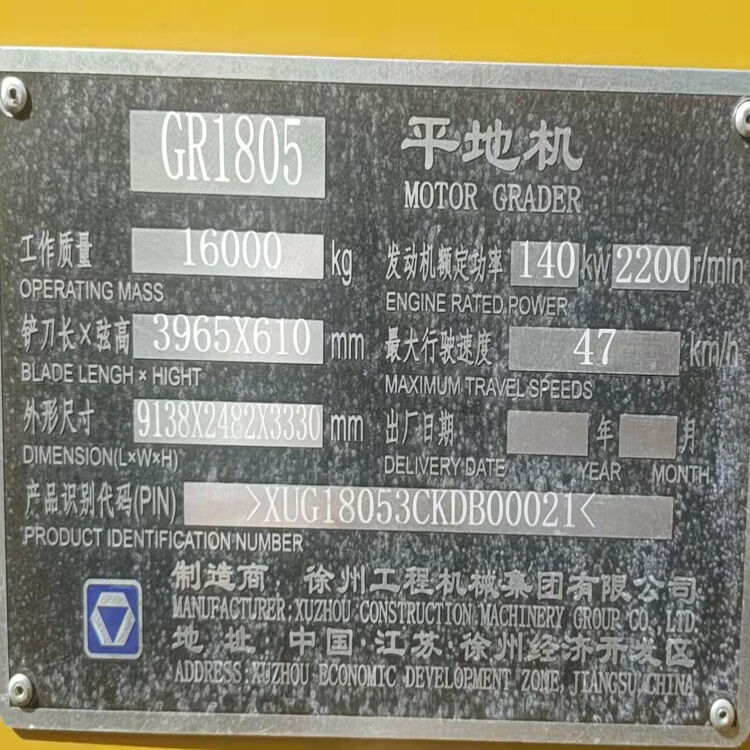 GR1805 平地机
MOTOR GRADER
工作质量 16000 kg 发动机额定功率 140 kw 2200 r/min
OPERATING MASS ENGINE RATED POWER
铲刀长×弦高 3965X610 mm 最大行驶速度 47 km/h
BLADE LENGH × HIGHT MAXIMUM TRAVEL SPEEDS
外形尺寸 9138X2482X3330 mm 出厂日期 年 月
DIMENSION(L×W×H) DELIVERY DATE YEAR MONTH
产品识别代码(PIN) >XUG18053CKDB00021<
PRODUCT IDENTIFICATION NUMBER
制造商:徐州工程机械集团有限公司
MANUFACTURER:XUZHOU CONSTRUCTION MACHINERY GROUP CO.,LTD.
地址:中国·江苏·徐州经济开发区
ADDRESS:XUZHOU ECONOMIC DEVELOPMENT ZONE,JIANGSU.CHINA